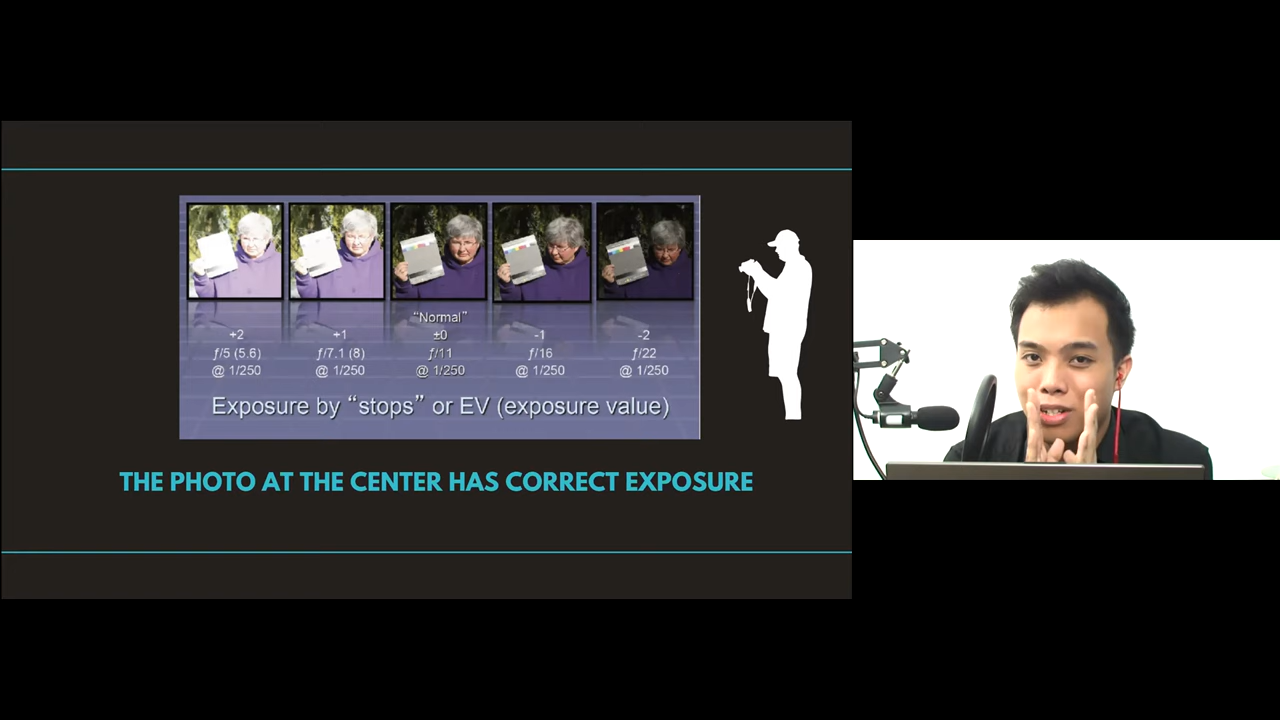 "Normal"
+2 +1 ±0 -1 -2
ƒ/5 (5.6) ƒ/7.1 (8) ƒ/11 ƒ/16 ƒ/22
@ 1/250 @ 1/250 @ 1/250 @ 1/250 @ 1/250
Exposure by “stops” or EV (exposure value)
THE PHOTO AT THE CENTER HAS CORRECT EXPOSURE